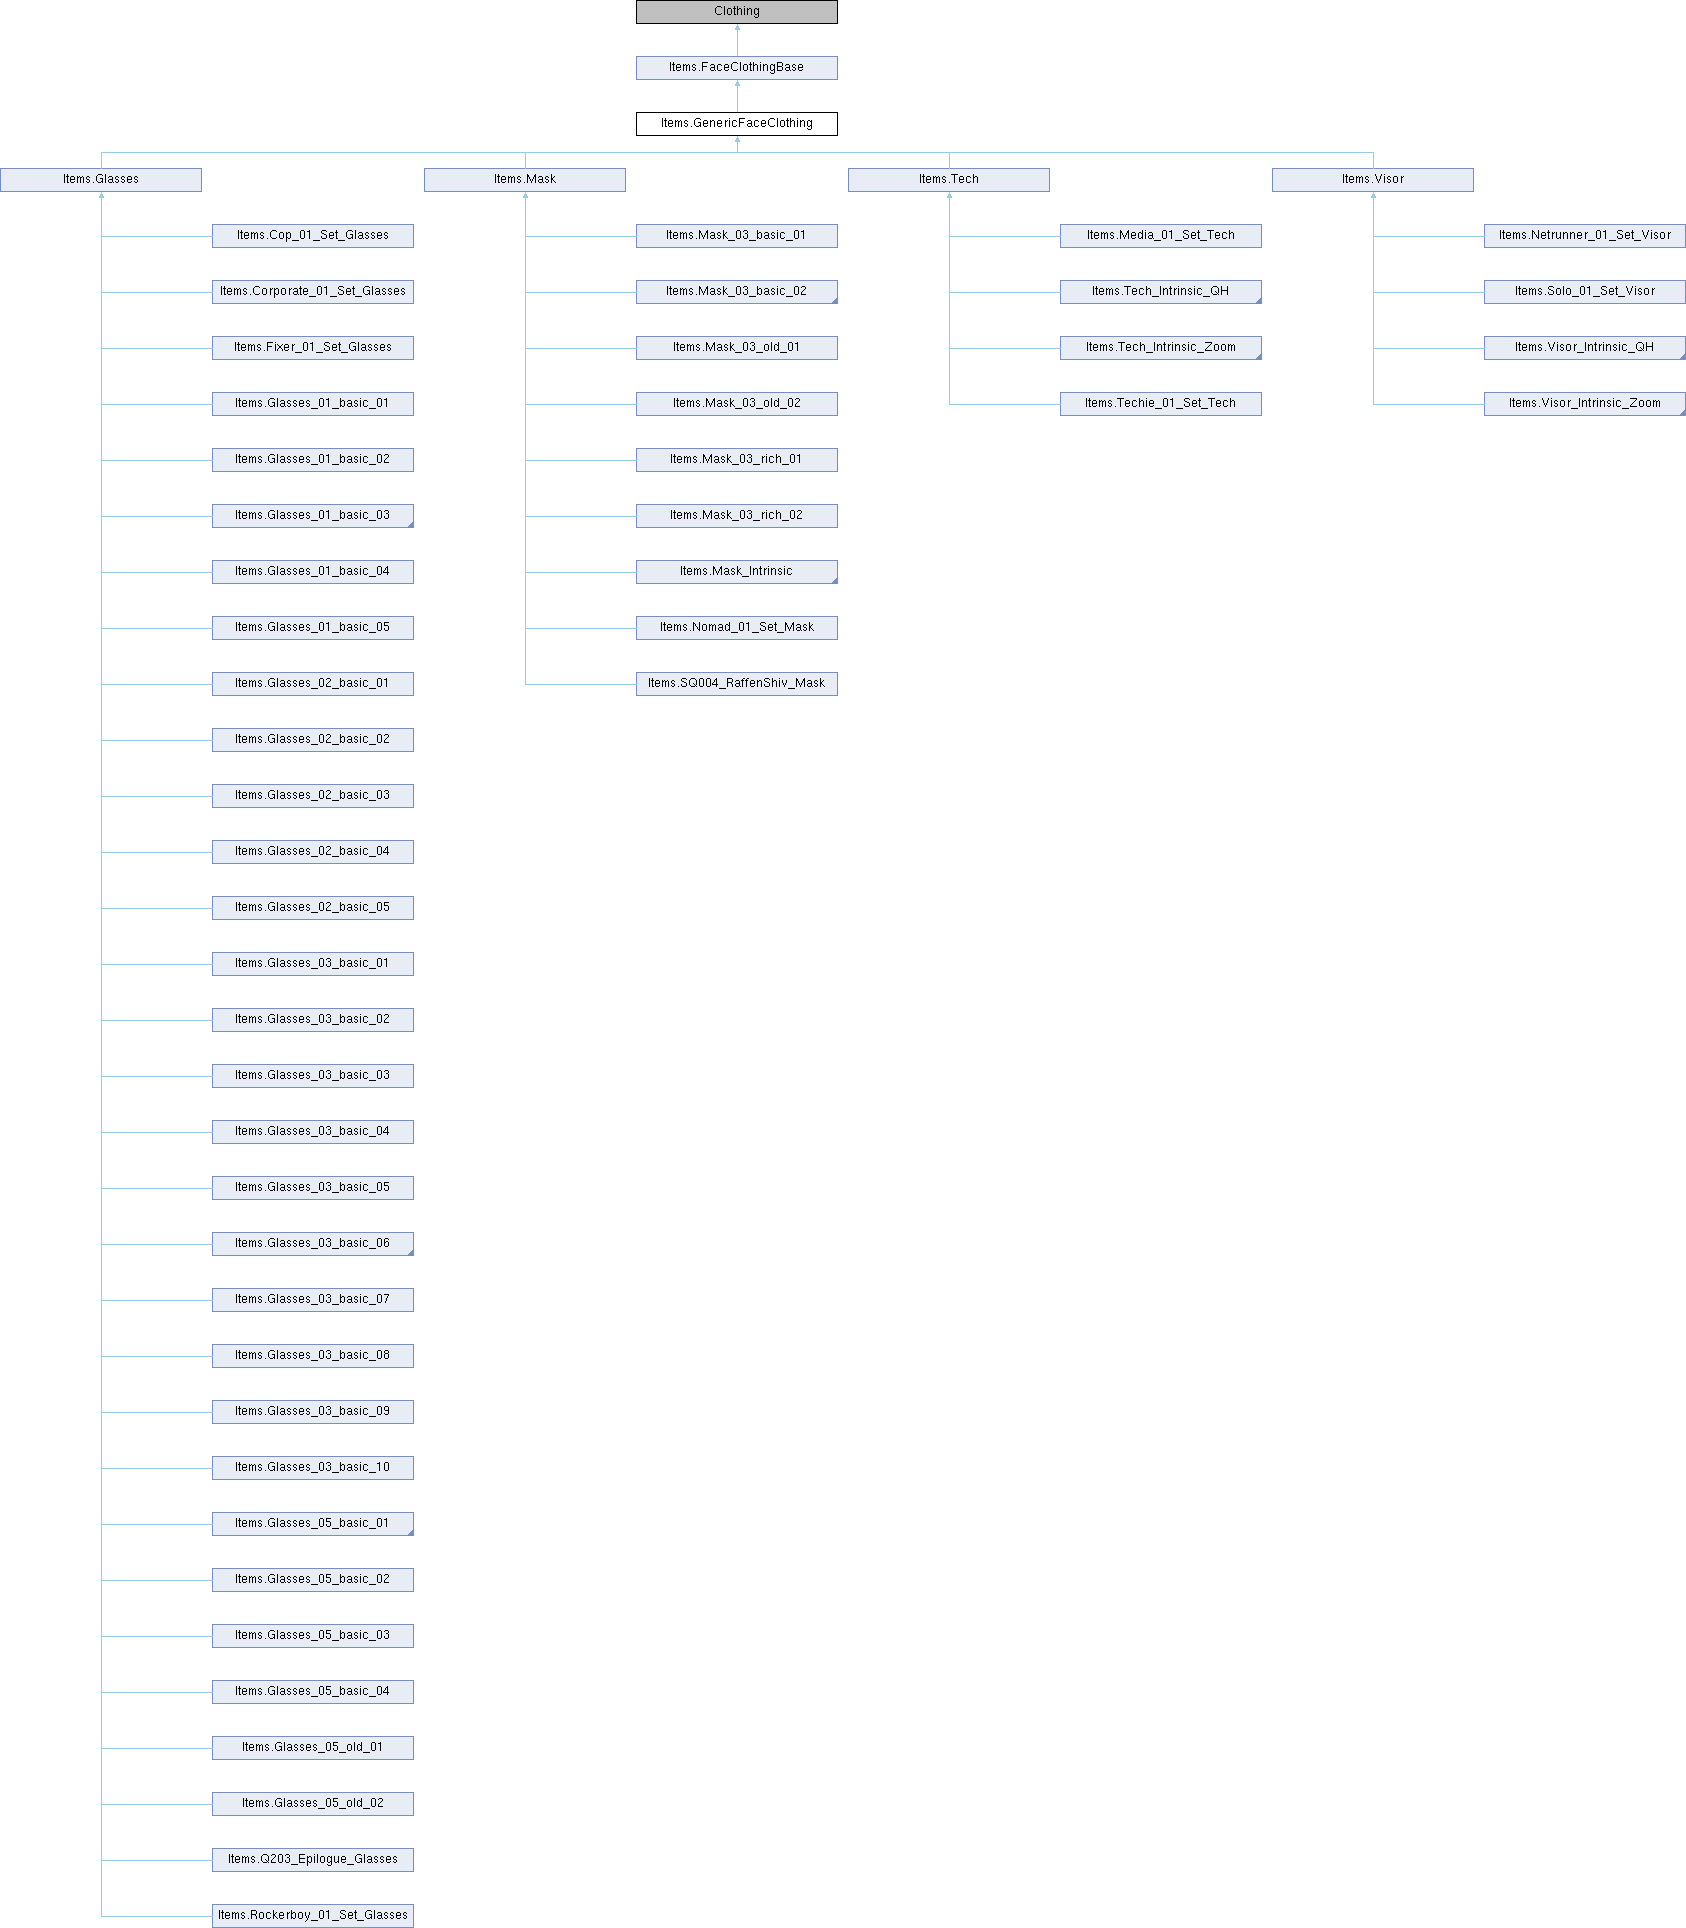 Clothing
Items.FaceClothingBase
Items.GenericFaceClothing
Items.Glasses
Items.Mask
Items.Tech
Items.Visor
Items.Cop_01_Set_Glasses
Items.Mask_03_basic_01
Items.Media_01_Set_Tech
Items.Netrunner_01_Set_Visor
Items.Corporate_01_Set_Glasses
Items.Mask_03_basic_02
Items.Tech_Intrinsic_QH
Items.Solo_01_Set_Visor
Items.Fixer_01_Set_Glasses
Items.Mask_03_old_01
Items.Tech_Intrinsic_Zoom
Items.Visor_Intrinsic_QH
Items.Glasses_01_basic_01
Items.Mask_03_old_02
Items.Techie_01_Set_Tech
Items.Visor_Intrinsic_Zoom
Items.Glasses_01_basic_02
Items.Mask_03_rich_01
Items.Glasses_01_basic_03
Items.Mask_03_rich_02
Items.Glasses_01_basic_04
Items.Mask_Intrinsic
Items.Glasses_01_basic_05
Items.Nomad_01_Set_Mask
Items.Glasses_02_basic_01
Items.SQ004_RaffenShiv_Mask
Items.Glasses_02_basic_02
Items.Glasses_02_basic_03
Items.Glasses_02_basic_04
Items.Glasses_02_basic_05
Items.Glasses_03_basic_01
Items.Glasses_03_basic_02
Items.Glasses_03_basic_03
Items.Glasses_03_basic_04
Items.Glasses_03_basic_05
Items.Glasses_03_basic_06
Items.Glasses_03_basic_07
Items.Glasses_03_basic_08
Items.Glasses_03_basic_09
Items.Glasses_03_basic_10
Items.Glasses_05_basic_01
Items.Glasses_05_basic_02
Items.Glasses_05_basic_03
Items.Glasses_05_basic_04
Items.Glasses_05_old_01
Items.Glasses_05_old_02
Items.Q203_Epilogue_Glasses
Items.Rockerboy_01_Set_Glasses